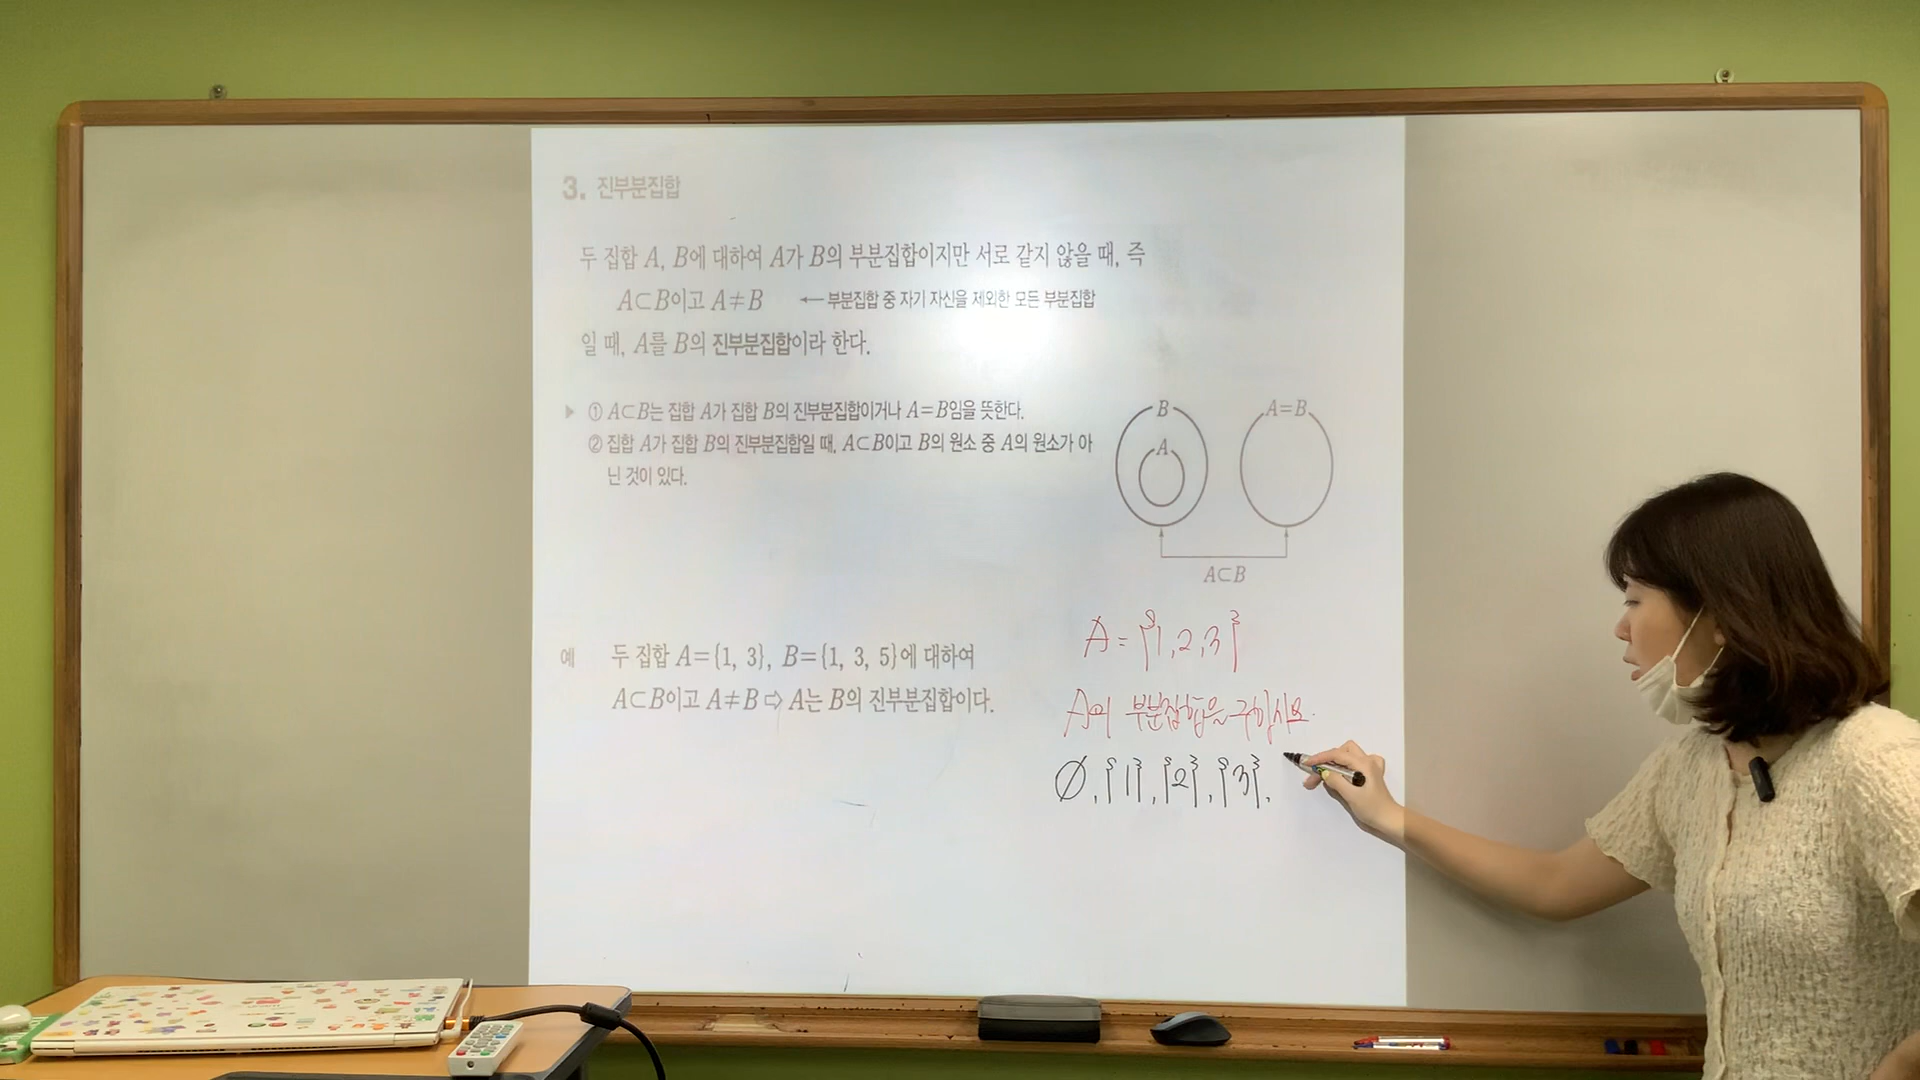 3. 진부분집합
두 집합 A, B에 대하여 A가 B의 부분집합이지만 서로 같지 않을 때, 즉
A⊂B이고 A≠B ← 부분집합 중 자기 자신을 제외한 모든 부분집합
일 때, A를 B의 진부분집합이라 한다.
▶ ① A⊂B는 집합 A가 집합 B의 진부분집합이거나 A=B임을 뜻한다.
② 집합 A가 집합 B의 진부분집합일 때, A⊂B이고 B의 원소 중 A의 원소가 아
닌 것이 있다.
B
A
A=B
A⊂B
예 두 집합 A={1, 3}, B={1, 3, 5}에 대하여
A⊂B이고 A≠B ⇨ A는 B의 진부분집합이다.
A = {1, 2, 3}
A의 부분집합을 구하시오.
∅, {1}, {2}, {3},